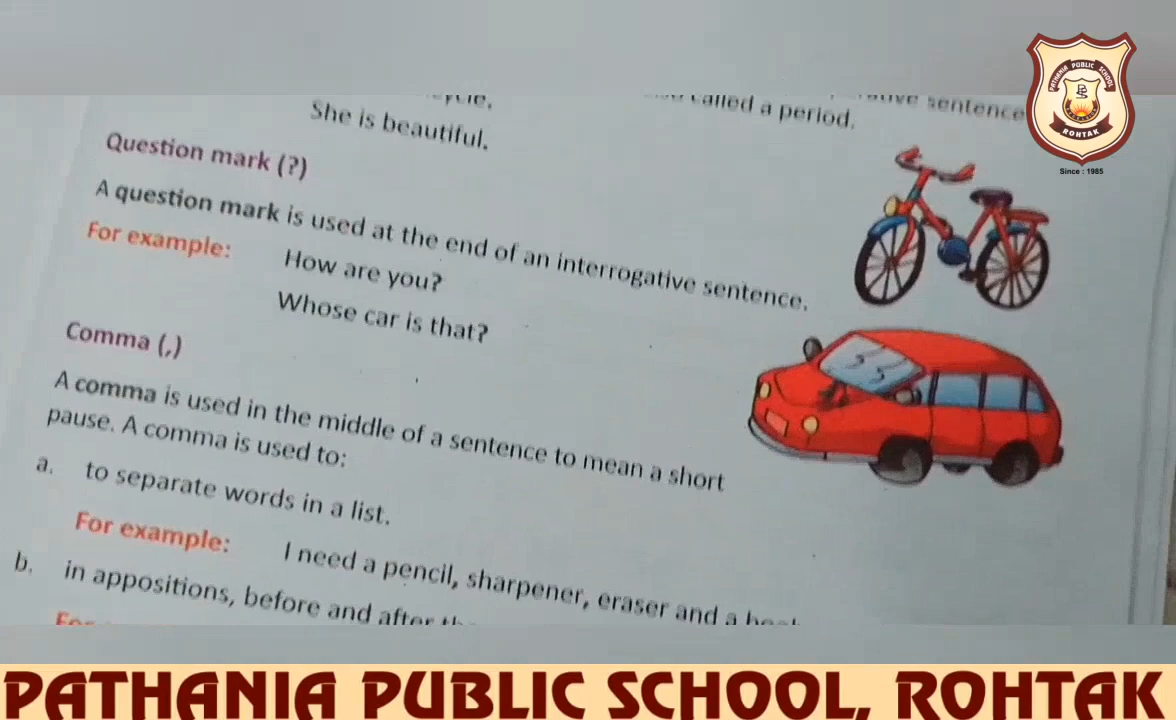 called a period.
sentence
She is beautiful.
Question mark (?)
A question mark is used at the end of an interrogative sentence.
For example: How are you?
Whose car is that?
Comma (,)
A comma is used in the middle of a sentence to mean a short
pause. A comma is used to:
a. to separate words in a list.
For example: I need a pencil, sharpener, eraser and a
b. in appositions, before and after
PATHANIA PUBLIC SCHOOL
ROHTAK
Since : 1985
PATHANIA PUBLIC SCHOOL, ROHTAK